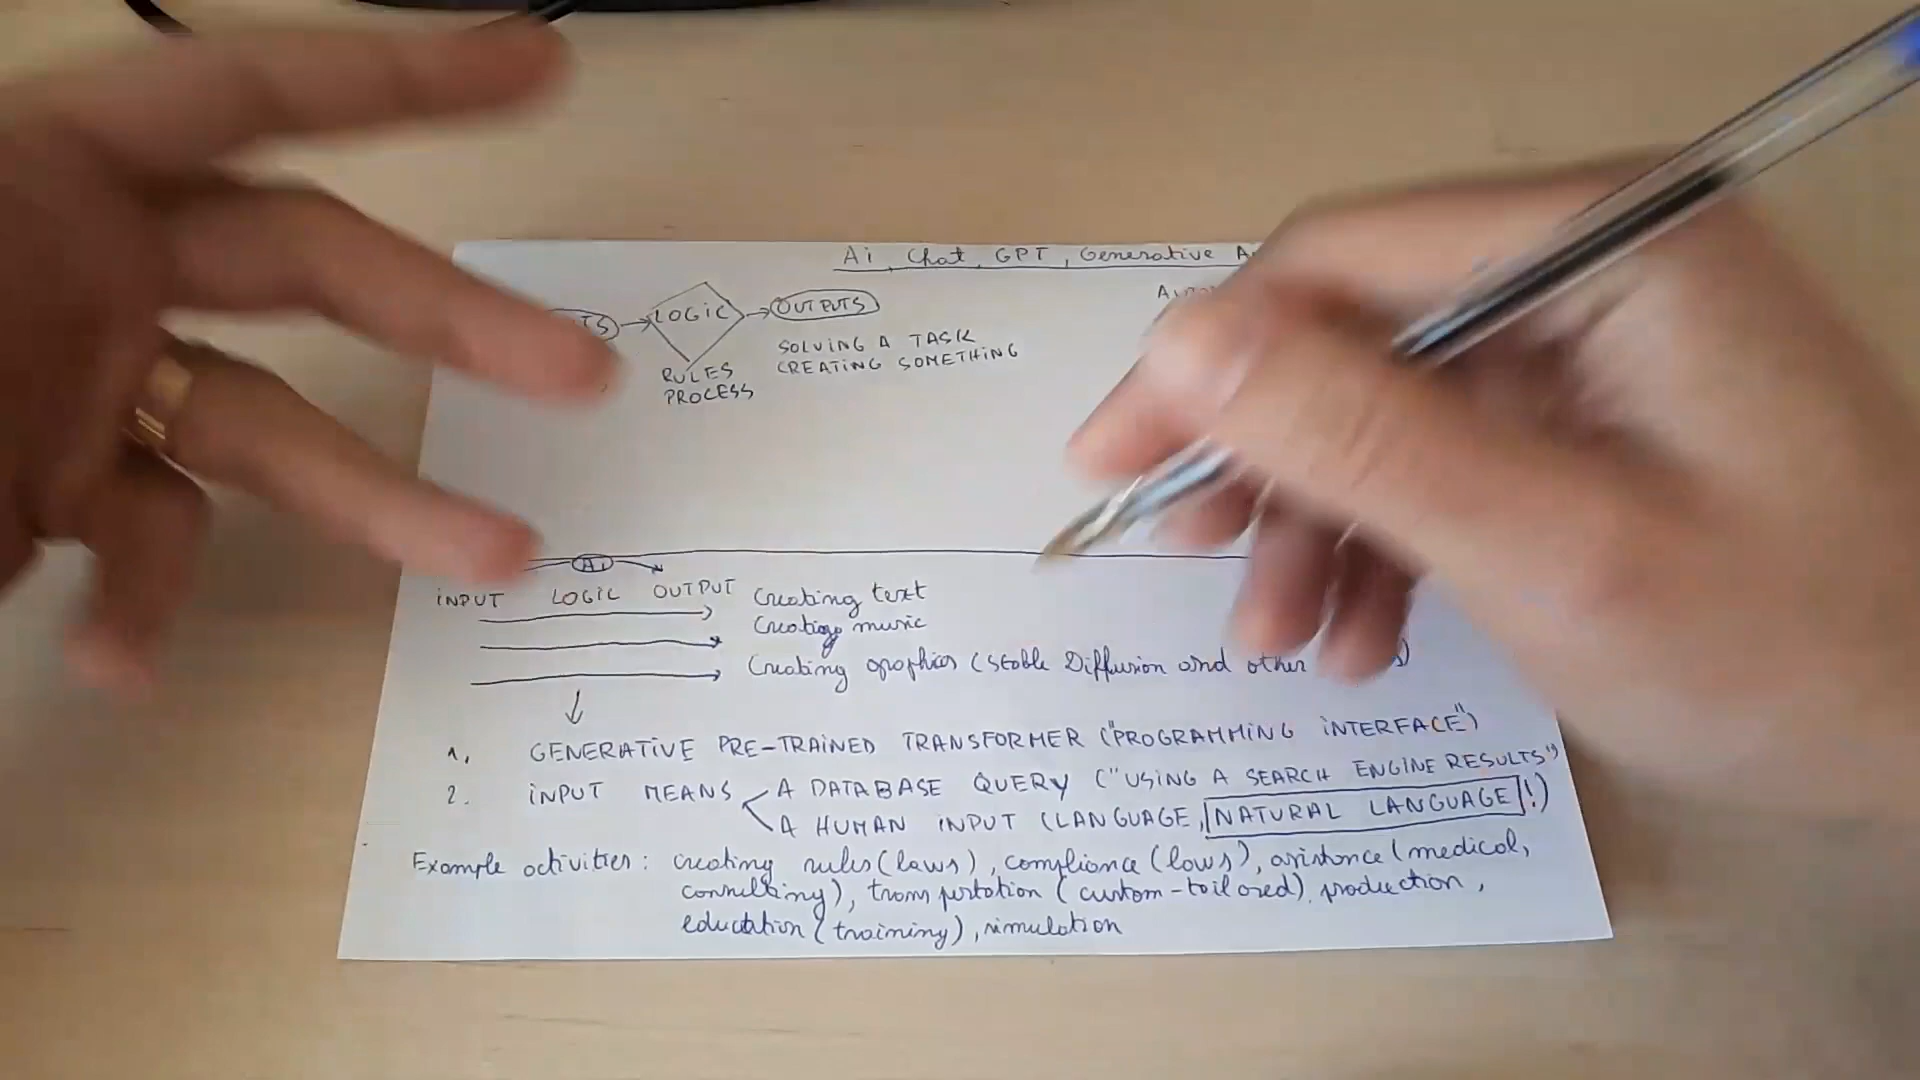 Ai, Chat GPT, Generative
LOGIC
OUTPUTS
RULES
PROCESS
SOLVING A TASK
CREATING SOMETHING
Ai
INPUT LOGIC OUTPUT
Creating text
Creating music
Creating graphics (Stable Diffusion and other
1. GENERATIVE PRE-TRAINED TRANSFORMER ("PROGRAMMING INTERFACE")
2. INPUT MEANS A DATABASE QUERY ("USING A SEARCH ENGINE RESULTS")
A HUMAN INPUT (LANGUAGE, NATURAL LANGUAGE!)
Example activities: creating rules (laws), compliance (laws), asistance (medical,
consulting), transportation (custom-tailored), production,
education (training), simulation